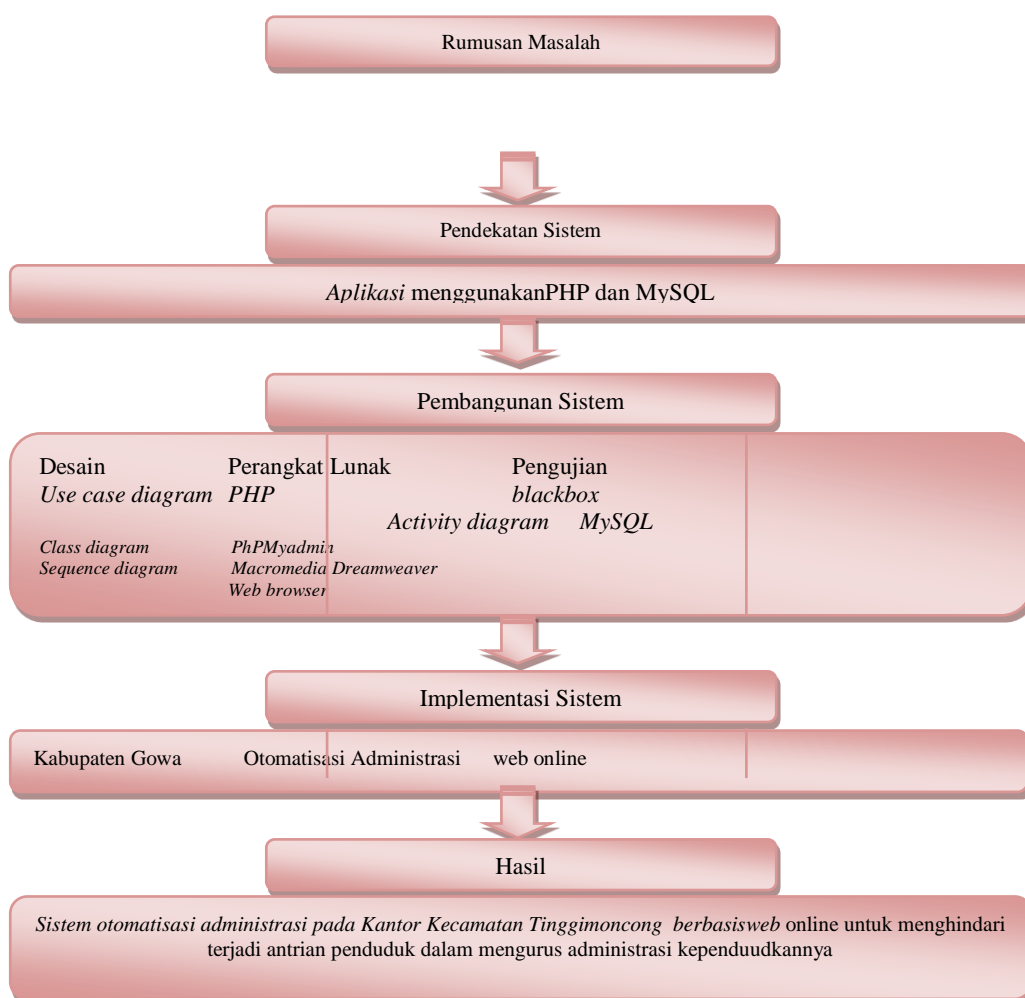 Rumusan Masalah
Pendekatan Sistem
Aplikasi menggunakanPHP dan MySQL
Pembangunan Sistem
Desain Perangkat Lunak Pengujian
Use case diagram PHP blackbox
Activity diagram MySQL
Class diagram PhPMyadmin
Sequence diagram Macromedia Dreamweaver
Web browser
Implementasi Sistem
Kabupaten Gowa Otomatisasi Administrasi web online
Hasil
Sistem otomatisasi administrasi pada Kantor Kecamatan Tinggimoncong berbasisweb online untuk menghindari
terjadi antrian penduduk dalam mengurus administrasi kependuudkannya